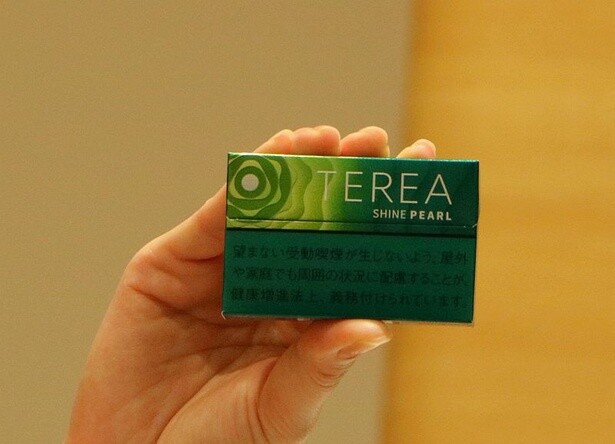 TEREA
SHINE PEARL
望まない受動喫煙が生じないよう、屋外
や家庭でも周囲の状況に配慮することが、
健康増進法上、義務付けられています。